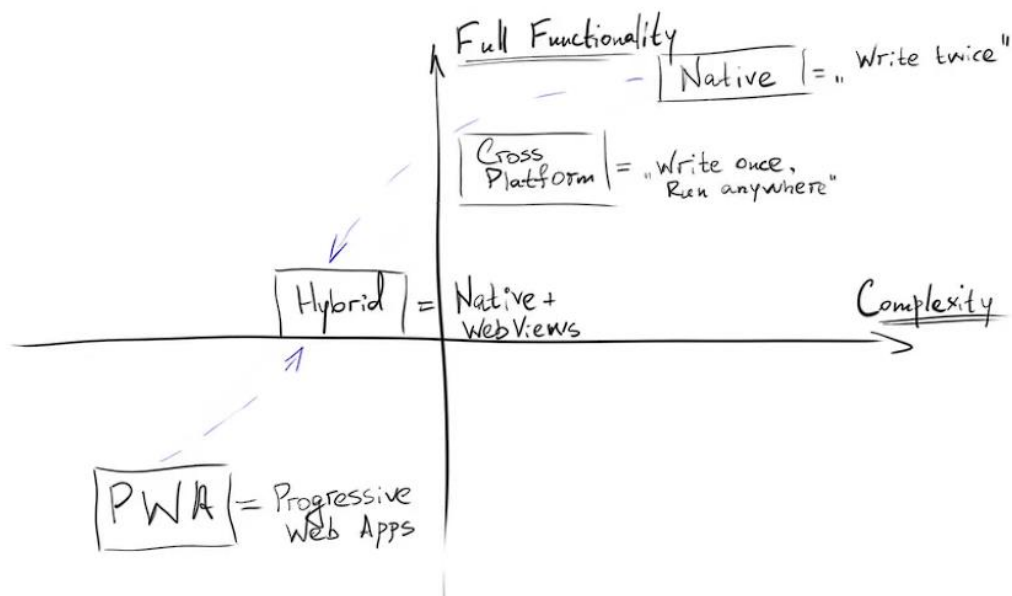 Full Functionality
Native = „Write twice"
Cross
Platform = „Write once,
Run anywhere"
Hybrid = Native +
WebViews
Complexity
PWA = Progressive
Web Apps